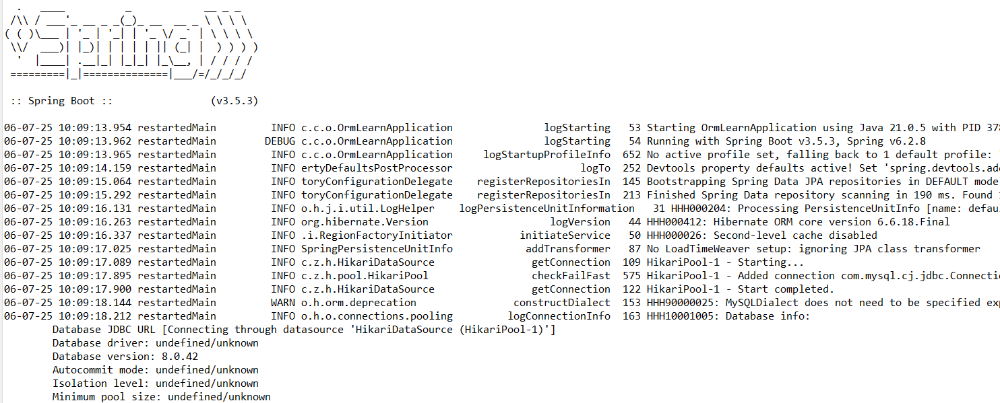 .   ____          _            __ _ _
 /\\ / ___'_ __ _ _(_)_ __  __ _ \ \ \ \
( ( )\___ | '_ | '_| | '_ \/ _` | \ \ \ \
 \\/  ___)| |_)| | | | | || (_| |  ) ) ) )
  '  |____| .__|_| |_|_| |_\__, | / / / /
 =========|_|==============|___/=/_/_/_/

 :: Spring Boot ::                (v3.5.3)

06-07-25 10:09:13.954 restartedMain         INFO c.c.o.OrmLearnApplication               logStarting   53 Starting OrmLearnApplication using Java 21.0.5 with PID 378
06-07-25 10:09:13.962 restartedMain        DEBUG c.c.o.OrmLearnApplication               logStarting   54 Running with Spring Boot v3.5.3, Spring v6.2.8
06-07-25 10:09:13.965 restartedMain         INFO c.c.o.OrmLearnApplication     logStartupProfileInfo  652 No active profile set, falling back to 1 default profile:
06-07-25 10:09:14.159 restartedMain         INFO ertyDefaultsPostProcessor                     logTo  252 Devtools property defaults active! Set 'spring.devtools.add
06-07-25 10:09:15.064 restartedMain         INFO toryConfigurationDelegate    registerRepositoriesIn  145 Bootstrapping Spring Data JPA repositories in DEFAULT mode
06-07-25 10:09:15.292 restartedMain         INFO toryConfigurationDelegate    registerRepositoriesIn  213 Finished Spring Data repository scanning in 190 ms. Found
06-07-25 10:09:16.131 restartedMain         INFO o.h.j.i.util.LogHelper    logPersistenceUnitInformation   31 HHH000204: Processing PersistenceUnitInfo [name: defau
06-07-25 10:09:16.263 restartedMain         INFO org.hibernate.Version                    logVersion   44 HHH000412: Hibernate ORM core version 6.6.18.Final
06-07-25 10:09:16.337 restartedMain         INFO .i.RegionFactoryInitiator           initiateService   50 HHH000026: Second-level cache disabled
06-07-25 10:09:17.025 restartedMain         INFO SpringPersistenceUnitInfo            addTransformer   87 No LoadTimeWeaver setup: ignoring JPA class transformer
06-07-25 10:09:17.089 restartedMain         INFO c.z.h.HikariDataSource                getConnection  109 HikariPool-1 - Starting...
06-07-25 10:09:17.895 restartedMain         INFO c.z.h.pool.HikariPool                 checkFailFast  575 HikariPool-1 - Added connection com.mysql.cj.jdbc.Connecti
06-07-25 10:09:17.900 restartedMain         INFO c.z.h.HikariDataSource                getConnection  122 HikariPool-1 - Start completed.
06-07-25 10:09:18.144 restartedMain         WARN o.h.orm.deprecation                constructDialect  153 HHH90000025: MySQLDialect does not need to be specified exp
06-07-25 10:09:18.212 restartedMain         INFO o.h.o.connections.pooling         logConnectionInfo  163 HHH10001005: Database info:
        Database JDBC URL [Connecting through datasource 'HikariDataSource (HikariPool-1)']
        Database driver: undefined/unknown
        Database version: 8.0.42
        Autocommit mode: undefined/unknown
        Isolation level: undefined/unknown
        Minimum pool size: undefined/unknown